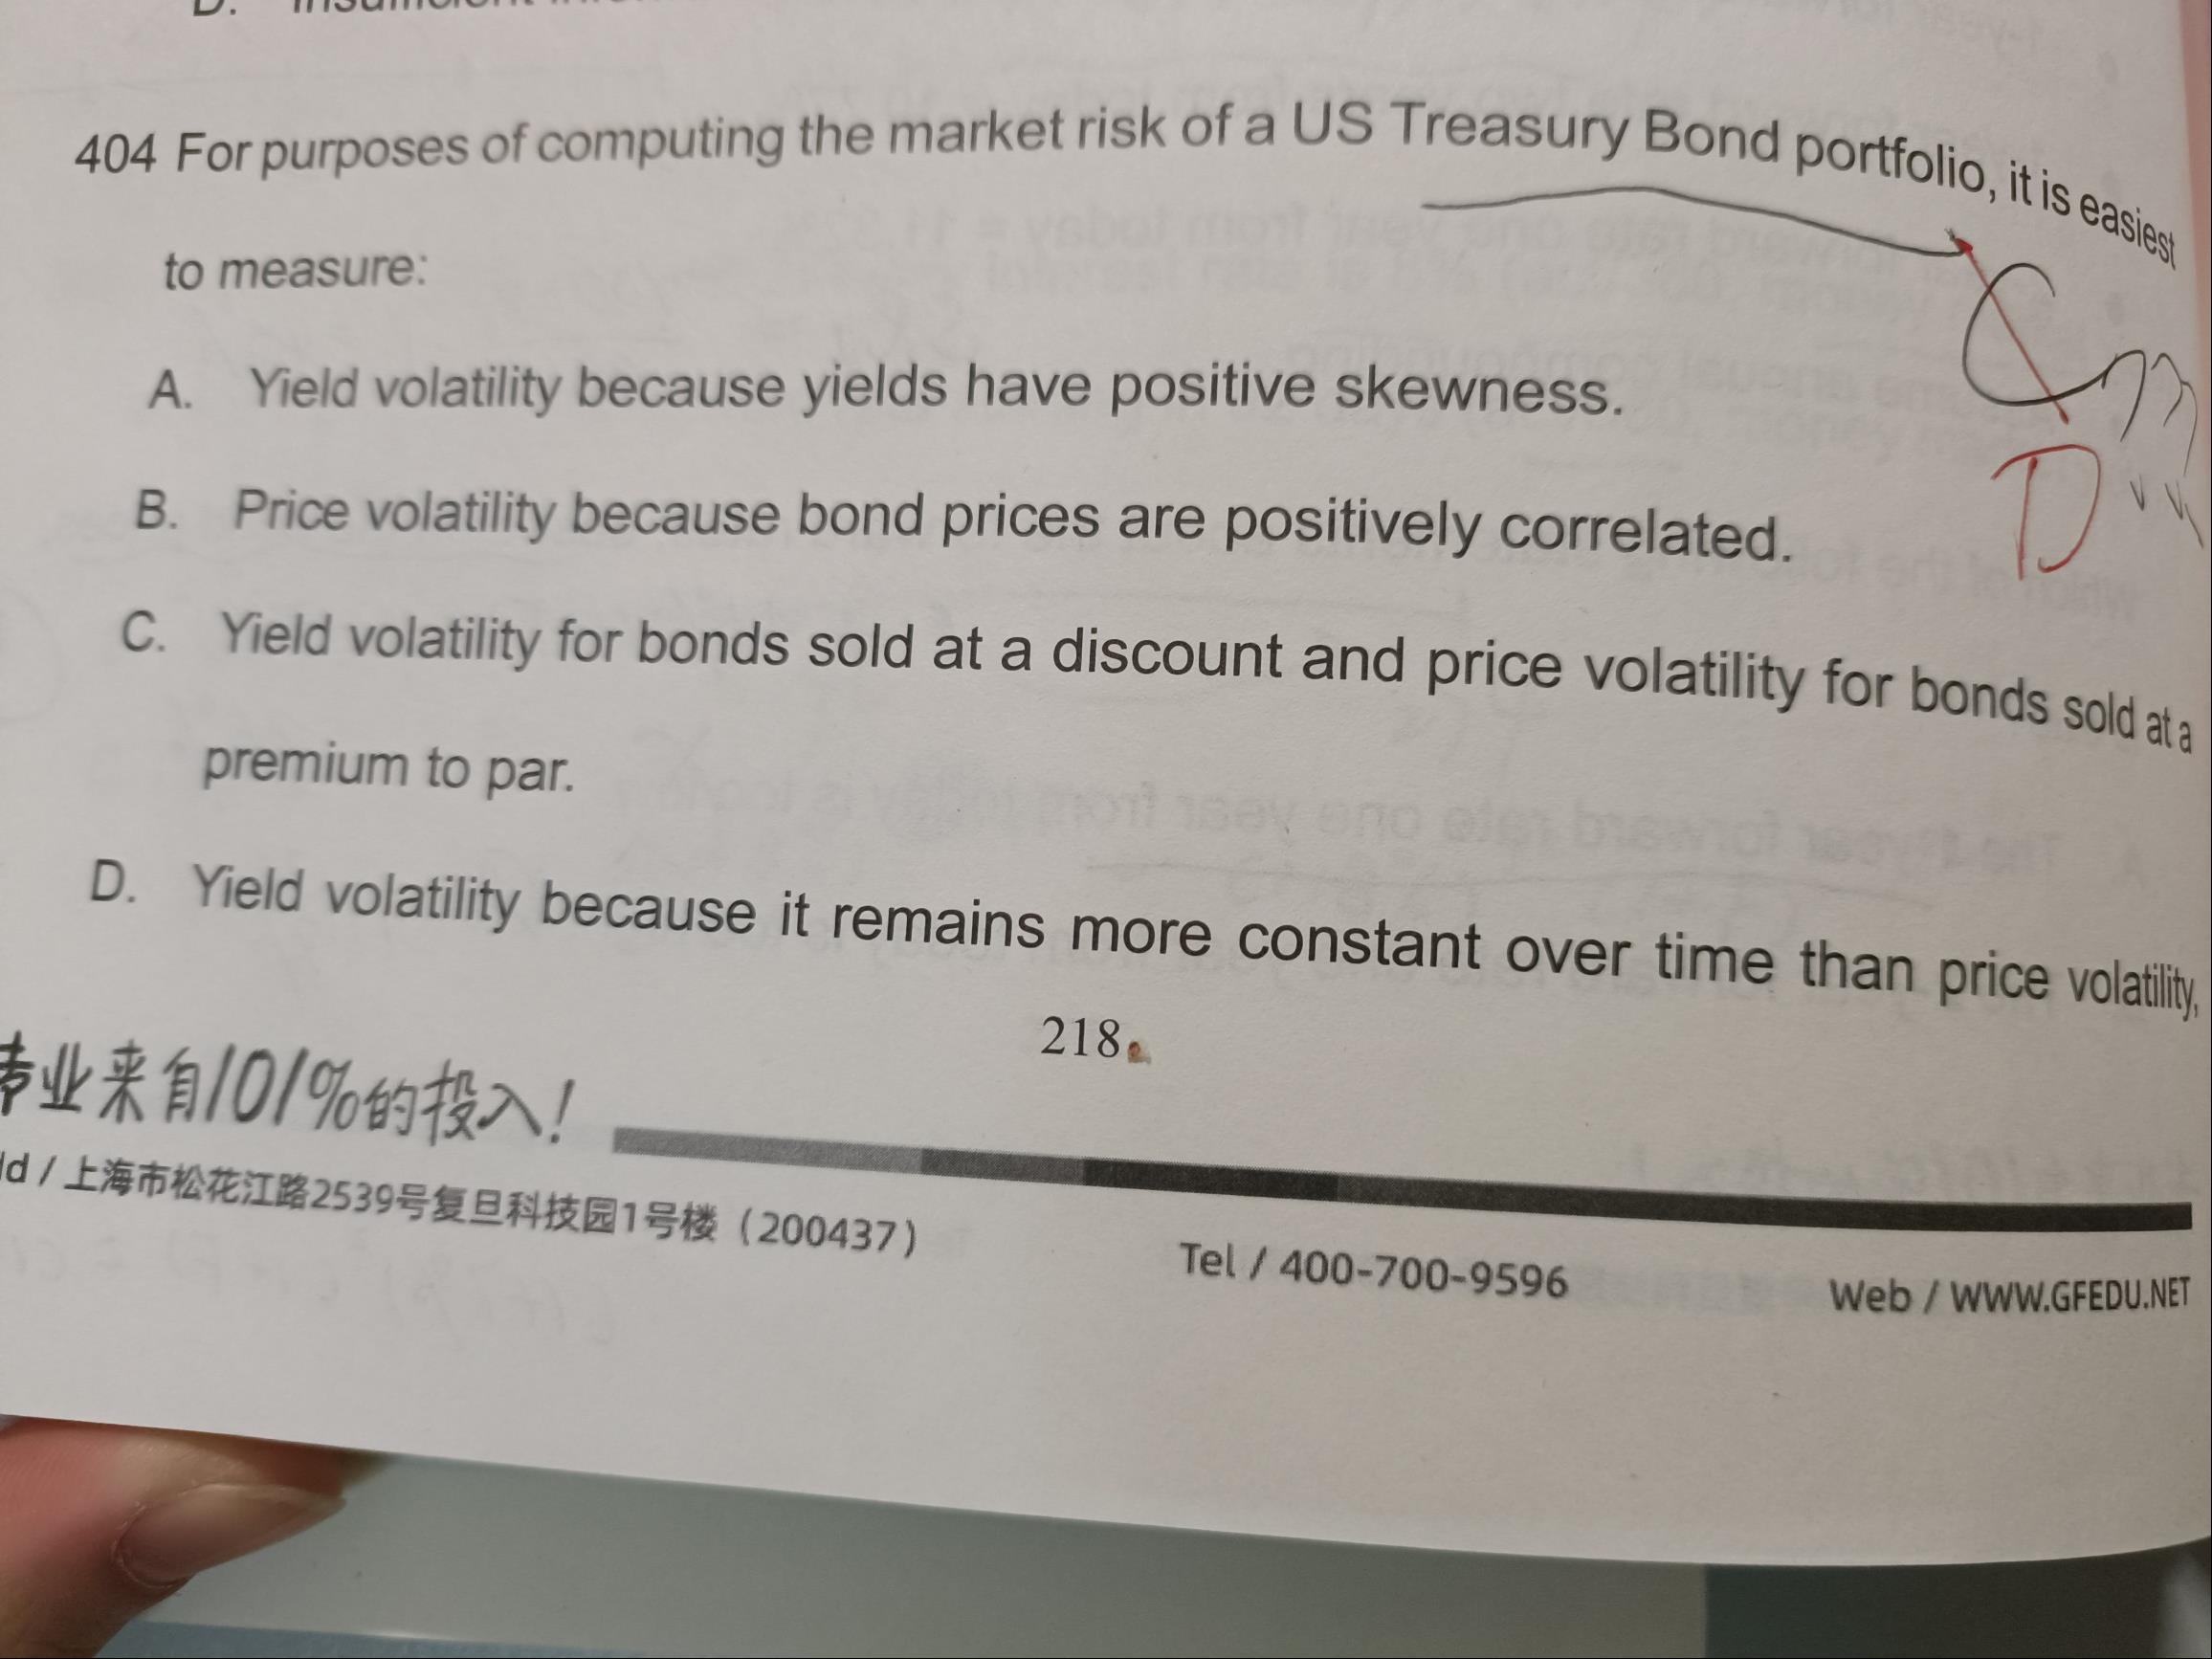 404 For purposes of computing the market risk of a US Treasury Bond portfolio, it is easiest
to measure:
A. Yield volatility because yields have positive skewness.
B. Price volatility because bond prices are positively correlated.
C. Yield volatility for bonds sold at a discount and price volatility for bonds sold at a
premium to par.
D. Yield volatility because it remains more constant over time than price volatility,
D
218
专业来自101%的投入!
ld / 上海市松花江路2539号复旦科技园1号楼（200437）
Tel / 400-700-9596
Web / WWW.GFEDU.NET